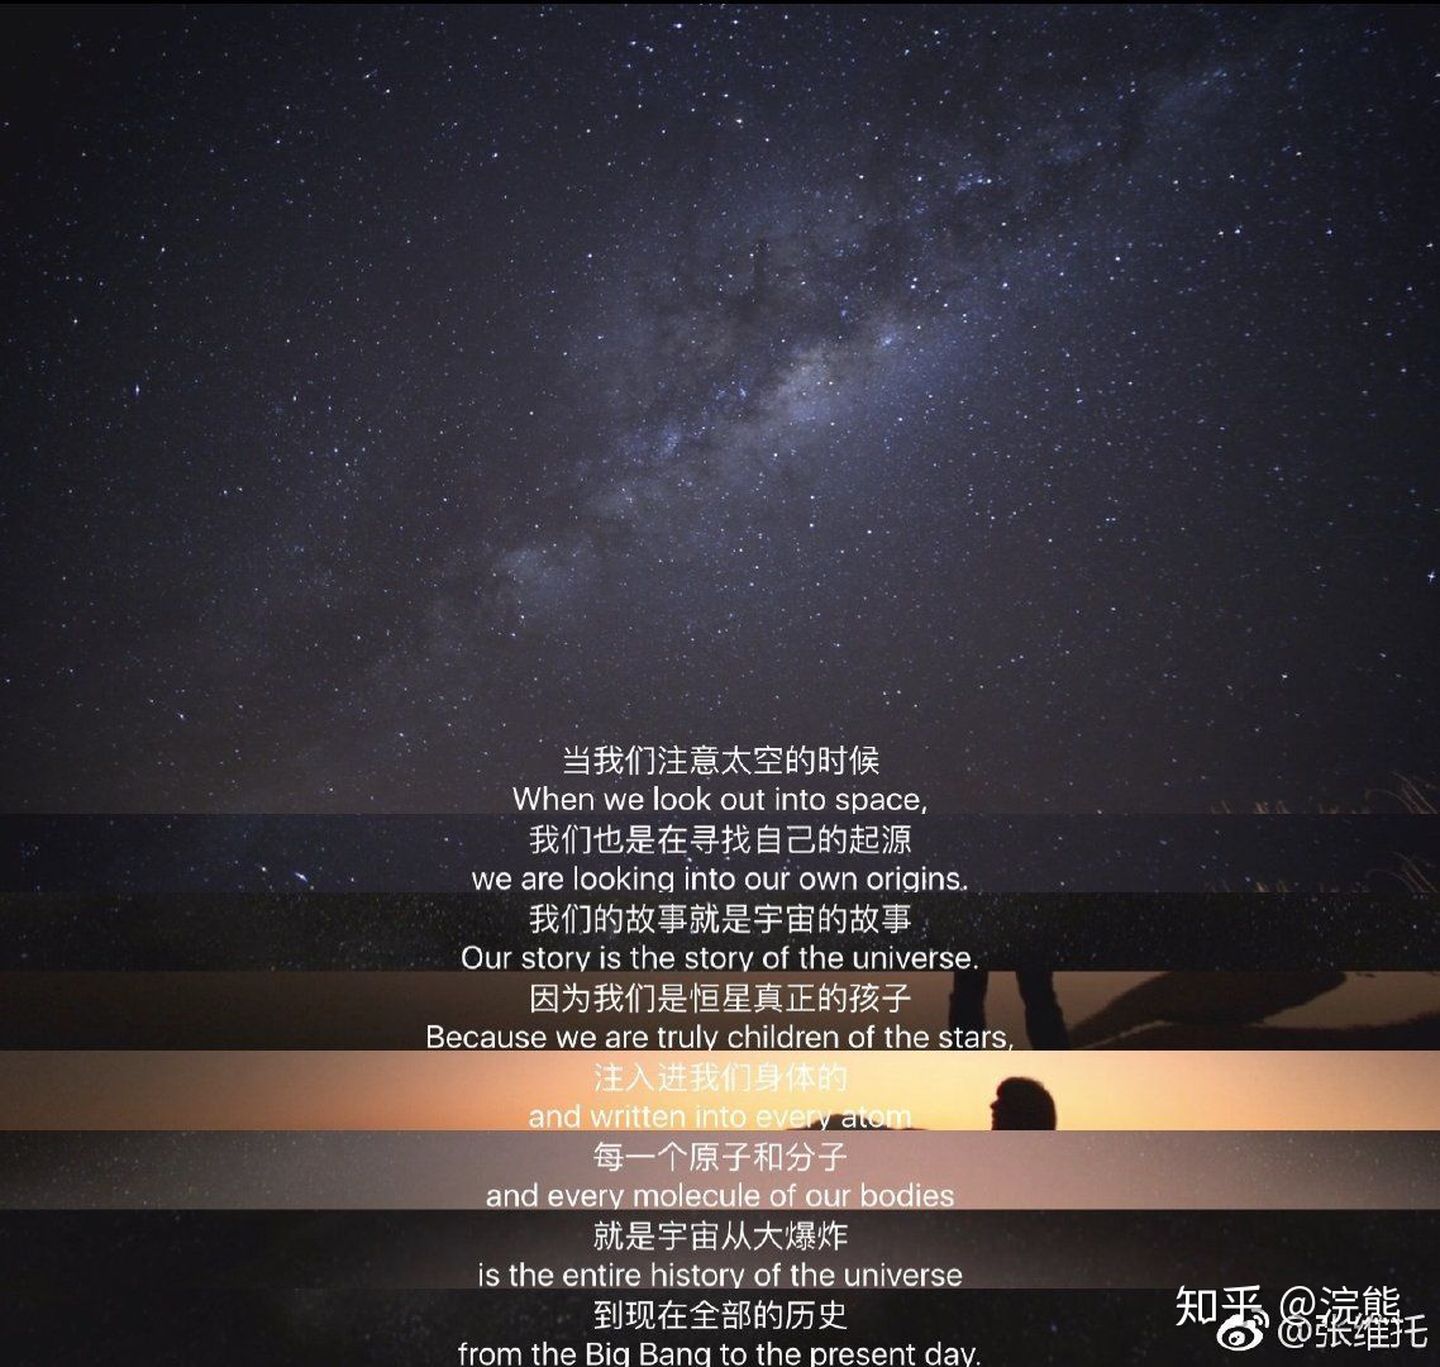 当我们注意太空的时候
When we look out into space,
我们也是在寻找自己的起源
we are looking into our own origins.
我们的故事就是宇宙的故事
Our story is the story of the universe.
因为我们是恒星真正的孩子
Because we are truly children of the stars,
注入进我们身体的
and written into every atom
每一个原子和分子
and every molecule of our bodies
就是宇宙从大爆炸
is the entire history of the universe
到现在全部的历史
from the Big Bang to the present day.
知乎 @浣熊
@张维托